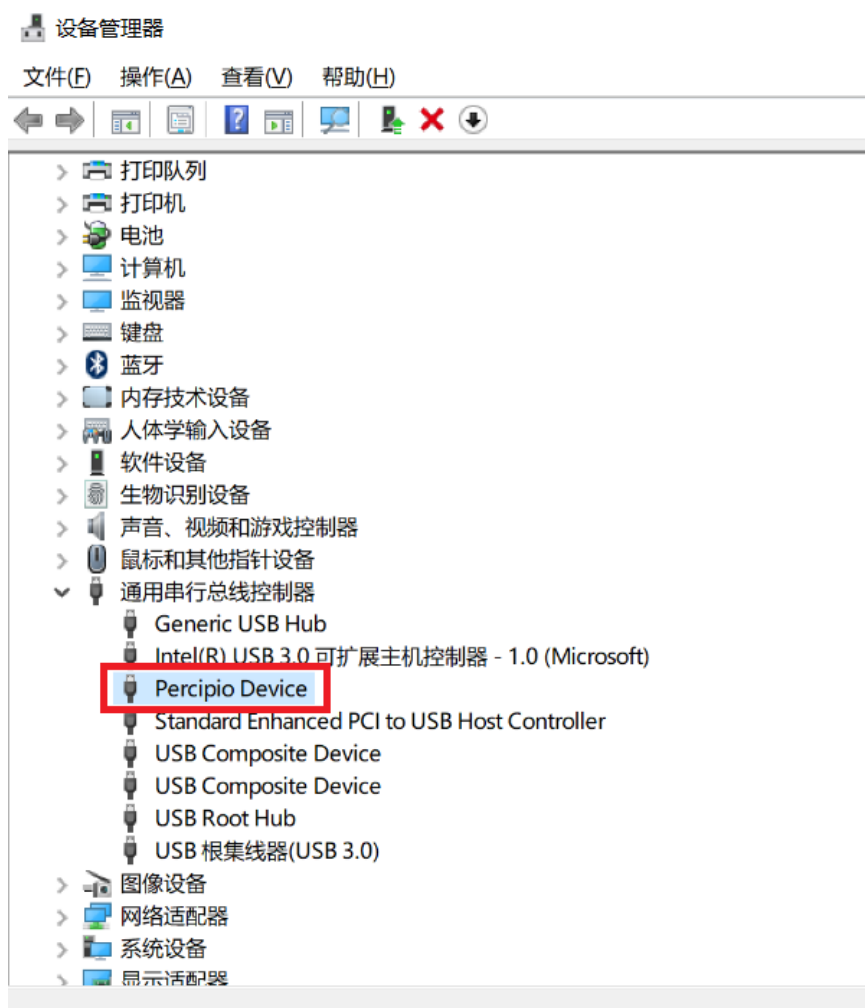 设备管理器
文件(F) 操作(A) 查看(V) 帮助(H)
打印队列
打印机
电池
计算机
监视器
键盘
蓝牙
内存技术设备
人体学输入设备
软件设备
生物识别设备
声音、视频和游戏控制器
鼠标和其他指针设备
通用串行总线控制器
Generic USB Hub
Intel(R) USB 3.0 可扩展主机控制器 - 1.0 (Microsoft)
Percipio Device
Standard Enhanced PCI to USB Host Controller
USB Composite Device
USB Composite Device
USB Root Hub
USB 根集线器(USB 3.0)
图像设备
网络适配器
系统设备
显示适配器